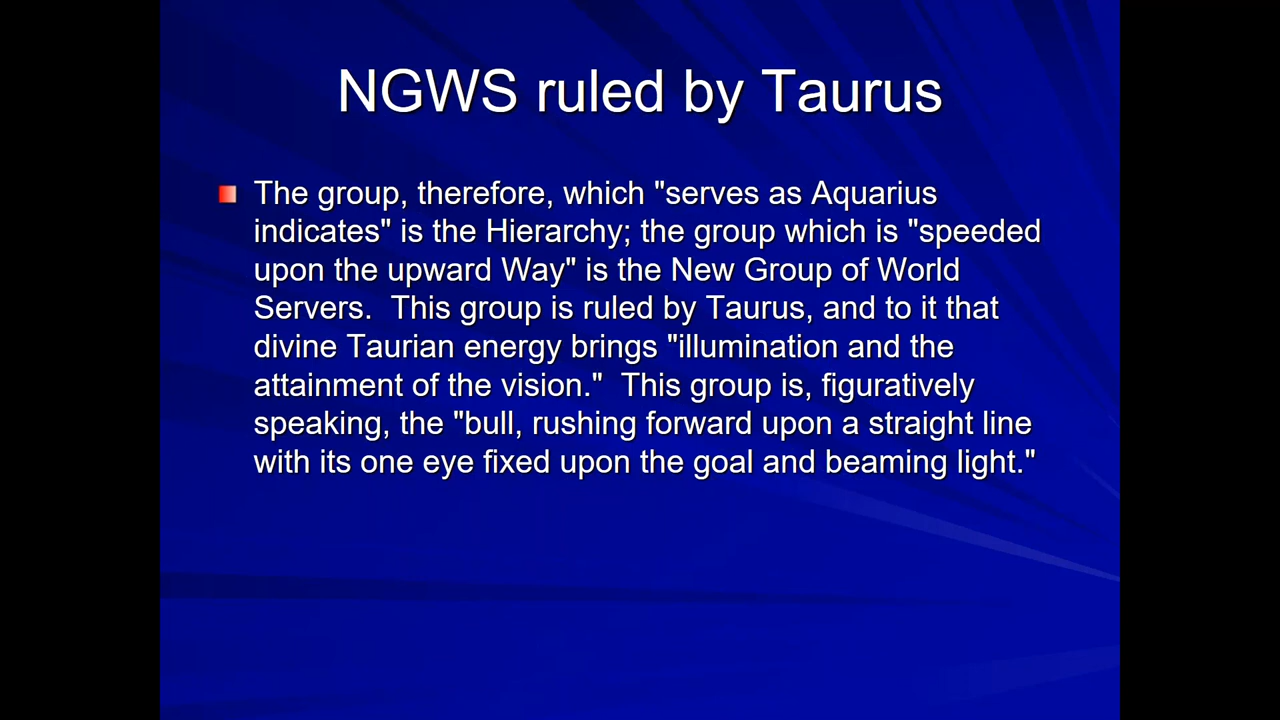 NGWS ruled by Taurus
The group, therefore, which "serves as Aquarius
indicates" is the Hierarchy; the group which is "speeded
upon the upward Way" is the New Group of World
Servers.  This group is ruled by Taurus, and to it that
divine Taurian energy brings "illumination and the
attainment of the vision."  This group is, figuratively
speaking, the "bull, rushing forward upon a straight line
with its one eye fixed upon the goal and beaming light."